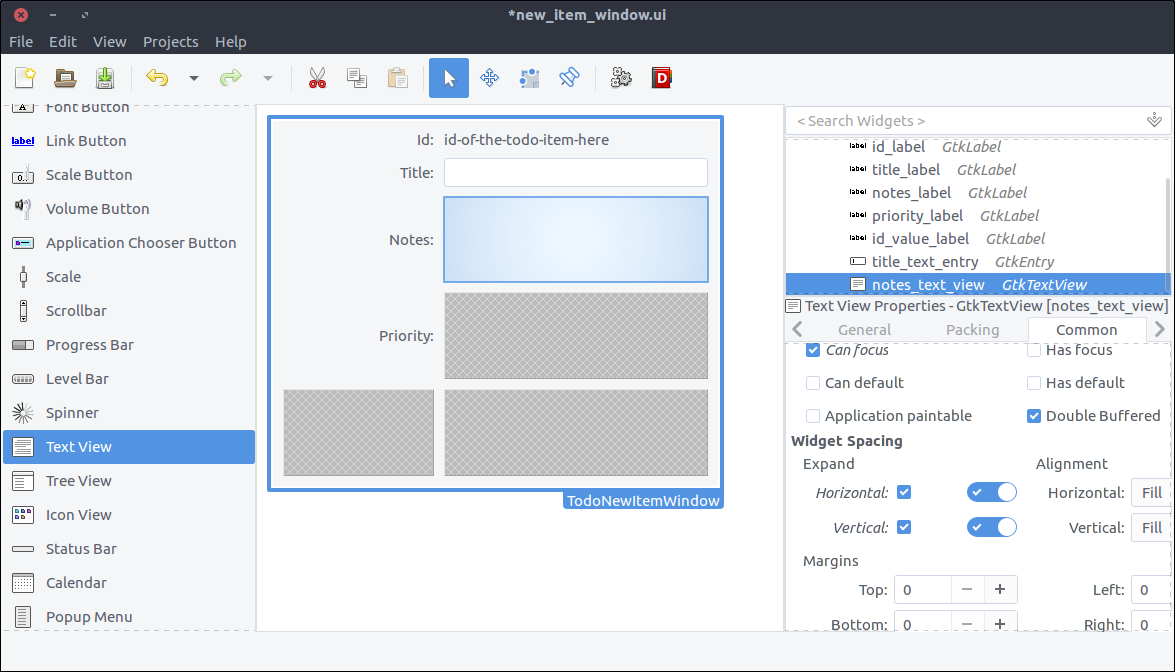 *new_item_window.ui
File Edit View Projects Help
D
Font Button
label Link Button
Scale Button
Volume Button
Application Chooser Button
Scale
Scrollbar
Progress Bar
Level Bar
Spinner
Text View
Tree View
Icon View
Status Bar
Calendar
Popup Menu
Id: id-of-the-todo-item-here
Title:
Notes:
Priority:
TodoNewItemWindow
< Search Widgets >
label id_label GtkLabel
label title_label GtkLabel
label notes_label GtkLabel
label priority_label GtkLabel
label id_value_label GtkLabel
title_text_entry GtkEntry
notes_text_view GtkTextView
Text View Properties - GtkTextView [notes_text_view]
General Packing Common
Can focus Has focus
Can default Has default
Application paintable Double Buffered
Widget Spacing
Expand Alignment
Horizontal: Horizontal: Fill
Vertical: Vertical: Fill
Margins
Top: 0 − + Left: 0
Bottom: 0 − + Right: 0